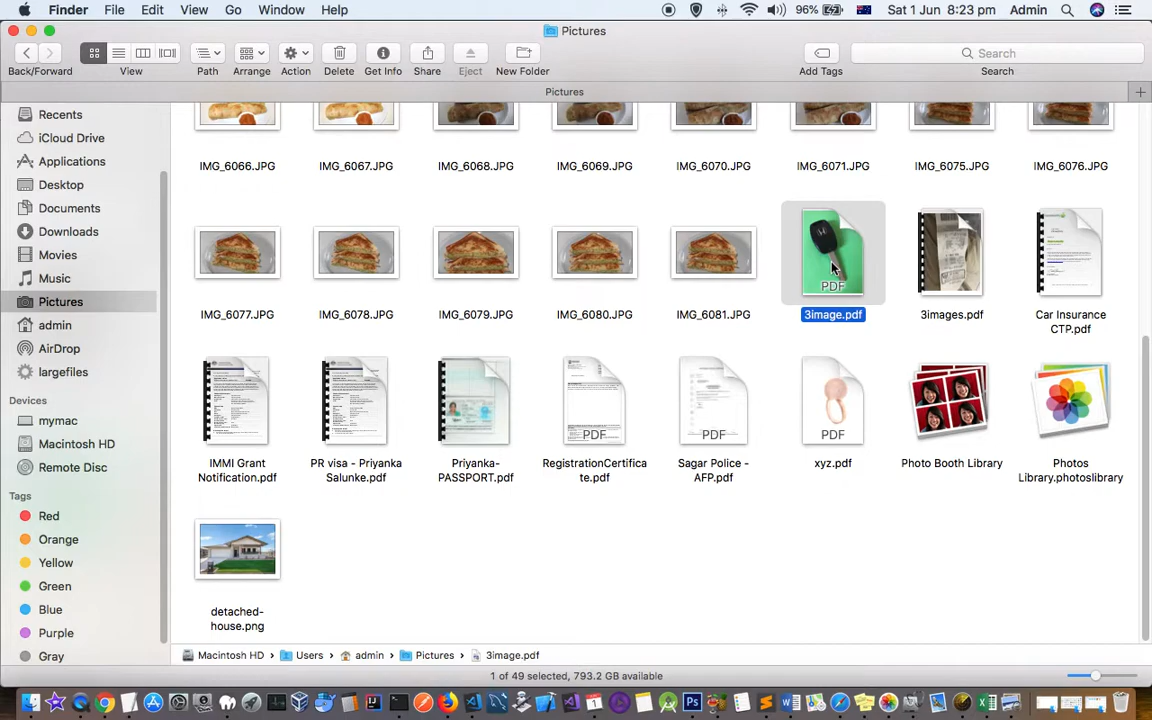 Finder File Edit View Go Window Help 96% Sat 1 Jun 8:23 pm Admin
Pictures
Search
Back/Forward View Path Arrange Action Delete Get Info Share Eject New Folder Add Tags Search
Pictures
Recents
iCloud Drive
Applications
Desktop
Documents
Downloads
Movies
Music
Pictures
admin
AirDrop
largefiles
Devices
mymac
Macintosh HD
Remote Disc
Tags
Red
Orange
Yellow
Green
Blue
Purple
Gray
IMG_6066.JPG IMG_6067.JPG IMG_6068.JPG IMG_6069.JPG IMG_6070.JPG IMG_6071.JPG IMG_6075.JPG IMG_6076.JPG
PDF
IMG_6077.JPG IMG_6078.JPG IMG_6079.JPG IMG_6080.JPG IMG_6081.JPG 3image.pdf 3images.pdf Car Insurance
CTP.pdf
PDF PDF PDF
IMMI Grant PR visa - Priyanka Priyanka- RegistrationCertifica Sagar Police - xyz.pdf Photo Booth Library Photos
Notification.pdf Salunke.pdf PASSPORT.pdf te.pdf AFP.pdf Library.photoslibrary
detached-
house.png
Macintosh HD Users admin Pictures 3image.pdf
1 of 49 selected, 793.2 GB available